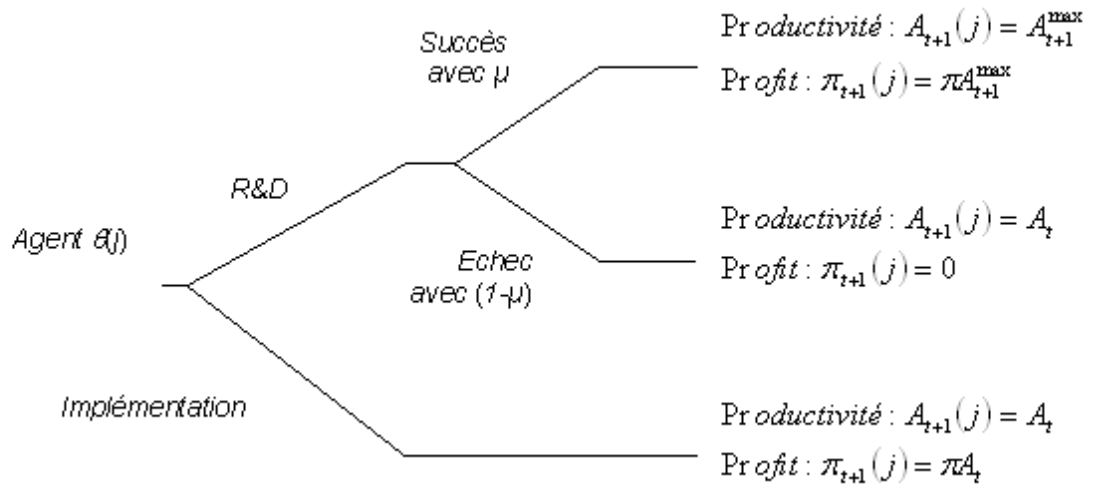 Succès
avec μ
Productivité : A_{t+1}(j) = A_{t+1}^{max}
Profit : π_{t+1}(j) = πA_{t+1}^{max}
R&D
Agent θ(j)
Echec
avec (1-μ)
Productivité : A_{t+1}(j) = A_t
Profit : π_{t+1}(j) = 0
Implémentation
Productivité : A_{t+1}(j) = A_t
Profit : π_{t+1}(j) = πA_t